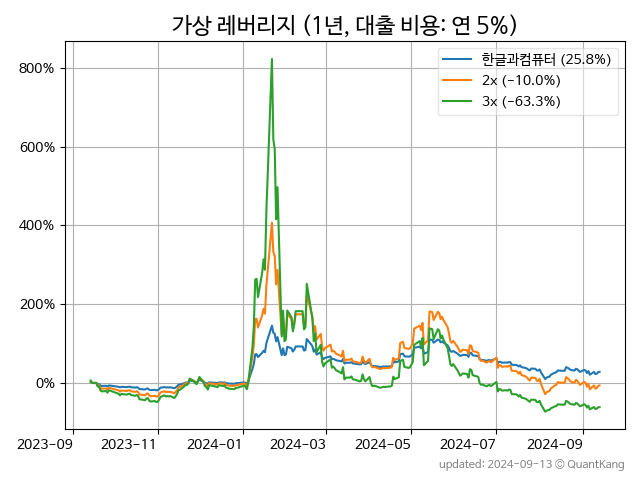 가상 레버리지 (1년, 대출 비용: 연 5%)
한글과컴퓨터 (25.8%)
2x (−10.0%)
3x (−63.3%)
800%
600%
400%
200%
0%
2023-09 2023-11 2024-01 2024-03 2024-05 2024-07 2024-09
updated: 2024-09-13 © QuantKang